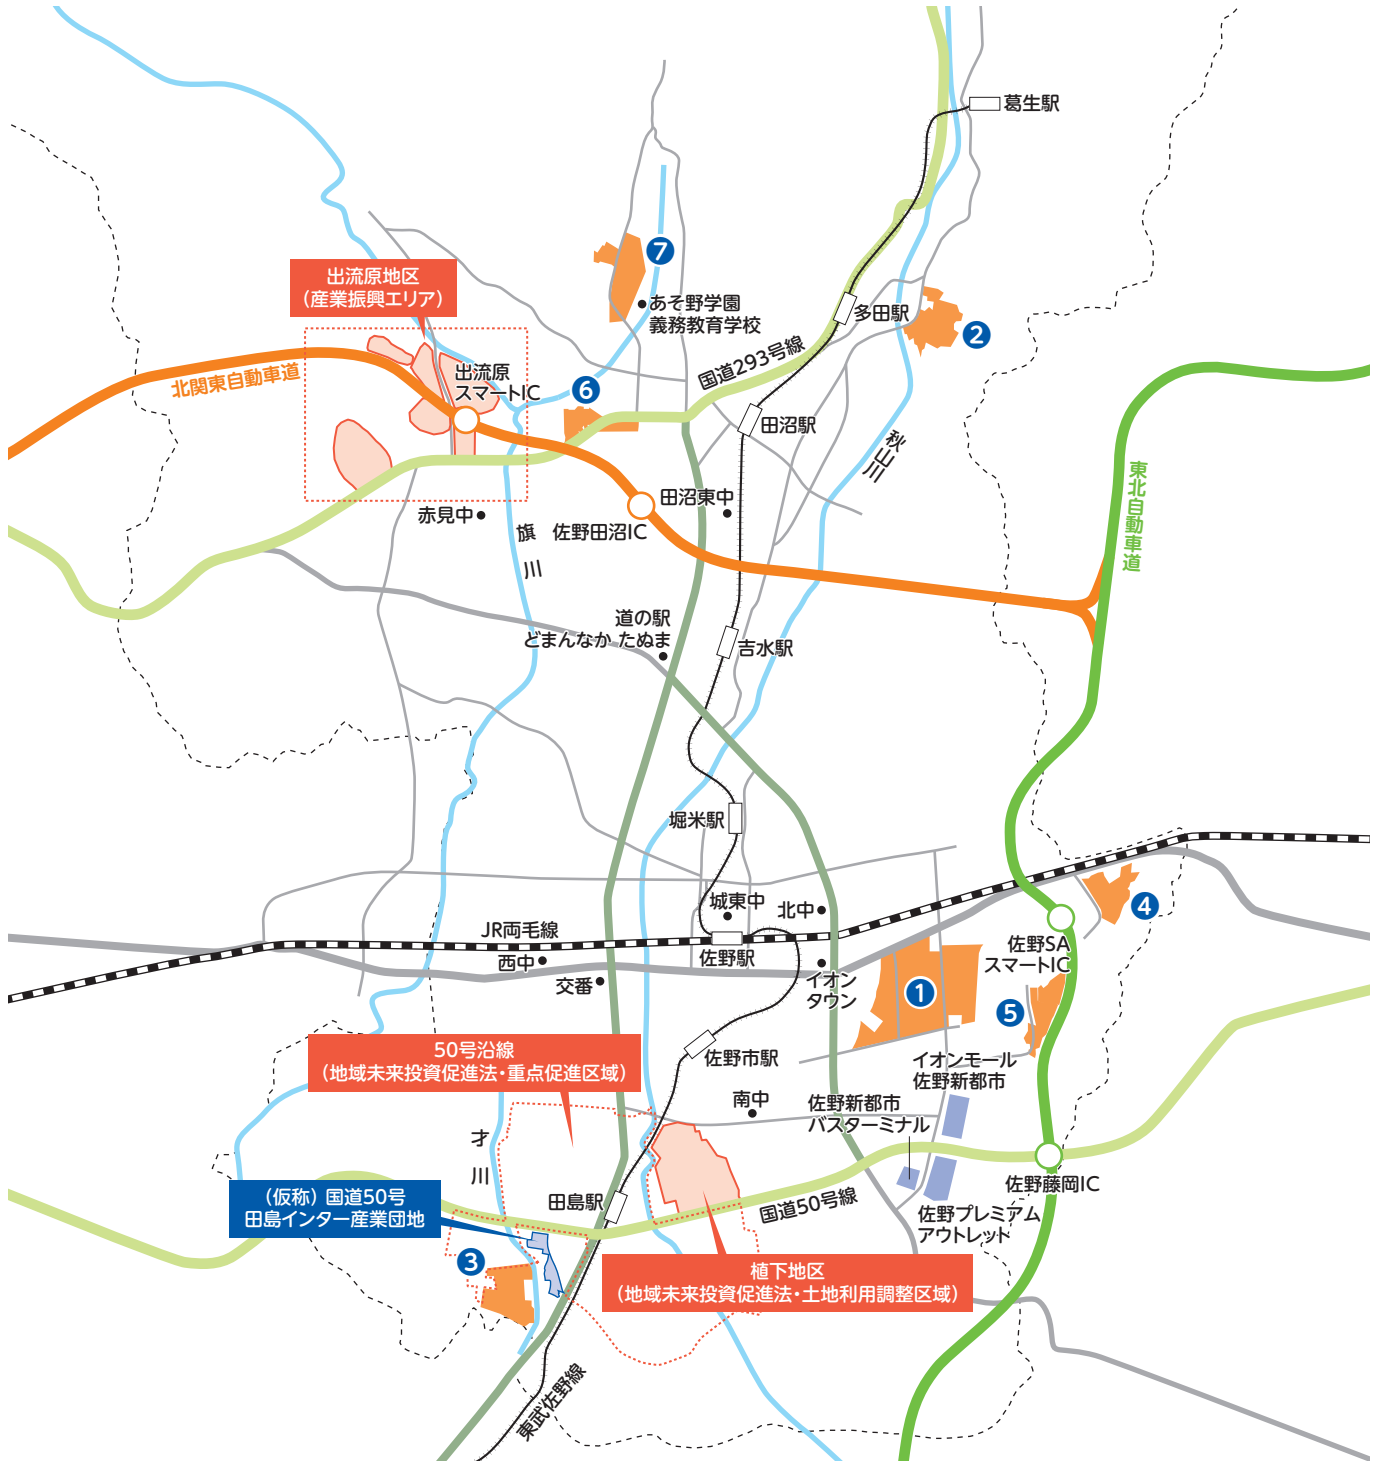 葛生駅
❼
出流原地区
（産業振興エリア）
あそ野学園
義務教育学校
多田駅
❷
国道293号線
出流原
スマートIC
北関東自動車道
❻
田沼駅
秋山川
東北自動車道
田沼東中
赤見中
佐野田沼IC
旗川
道の駅
どまんなか たぬま
吉水駅
堀米駅
城東中
北中
❹
JR両毛線
佐野駅
西中
交番
佐野SA
スマートIC
イオン
タウン
❶
❺
50号沿線
（地域未来投資促進法・重点促進区域）
佐野市駅
イオンモール
佐野新都市
南中
佐野新都市
バスターミナル
才川
佐野藤岡IC
（仮称）国道50号
田島インター産業団地
田島駅
国道50号線
佐野プレミアム
アウトレット
❸
植下地区
（地域未来投資促進法・土地利用調整区域）
東武佐野線